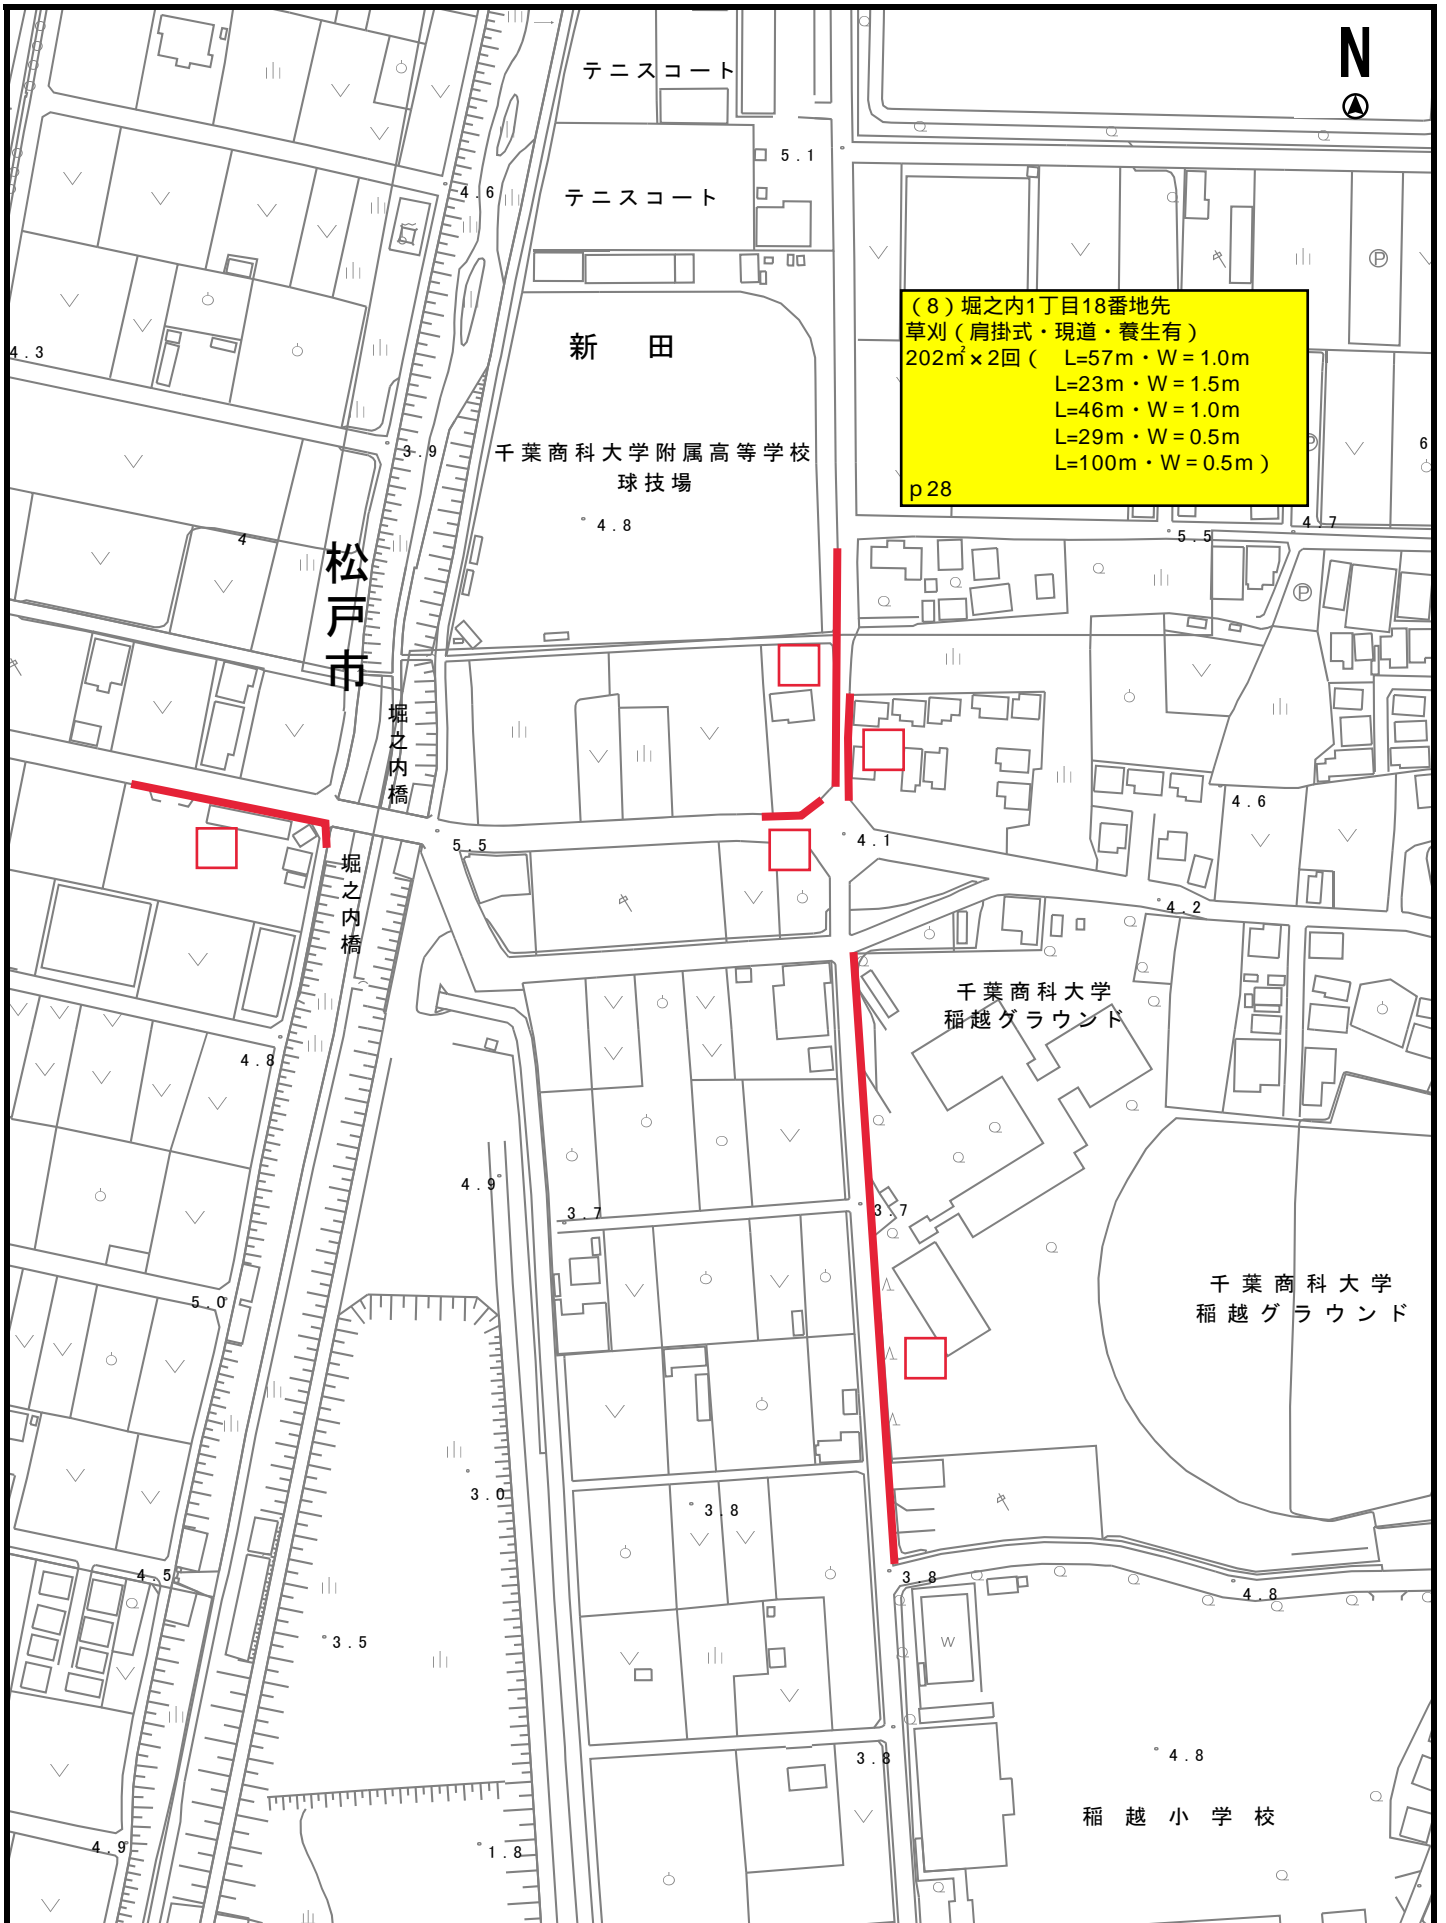 N
テニスコート
5.1
4.6
テニスコート
(8)堀之内1丁目18番地先
草刈(肩掛式・現道・養生有)
202㎡×2回( L=57m・W=1.0m
L=23m・W=1.5m
L=46m・W=1.0m
L=29m・W=0.5m
L=100m・W=0.5m)
p28
4.3
新 田
3.9
千葉商科大学附属高等学校
球技場
6
4.8
4.7
5.5
4
松戸市
P
P
P
堀之内橋
4.6
5.5
4.1
堀之内橋
4.2
千葉商科大学
稲越グラウンド
4.8
4.9
3.7
3.7
千葉商科大学
稲越グラウンド
5.0
3.0
3.8
4.5
3.8
4.8
3.5
W
3.8
4.8
稲越小学校
4.9
1.8